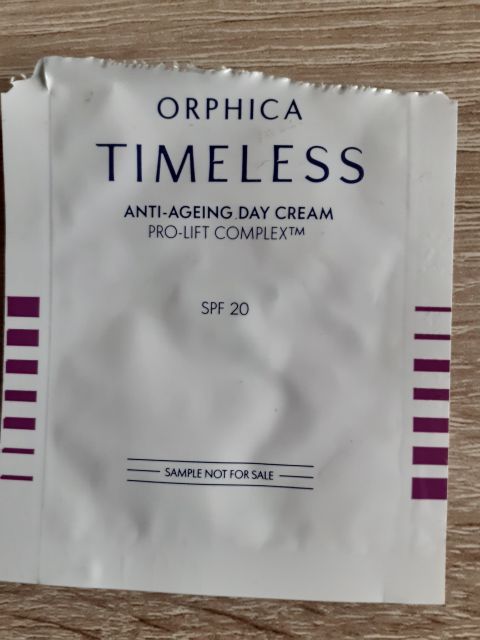 ORPHICA
TIMELESS
ANTI-AGEING DAY CREAM
PRO-LIFT COMPLEX™
SPF 20
SAMPLE NOT FOR SALE